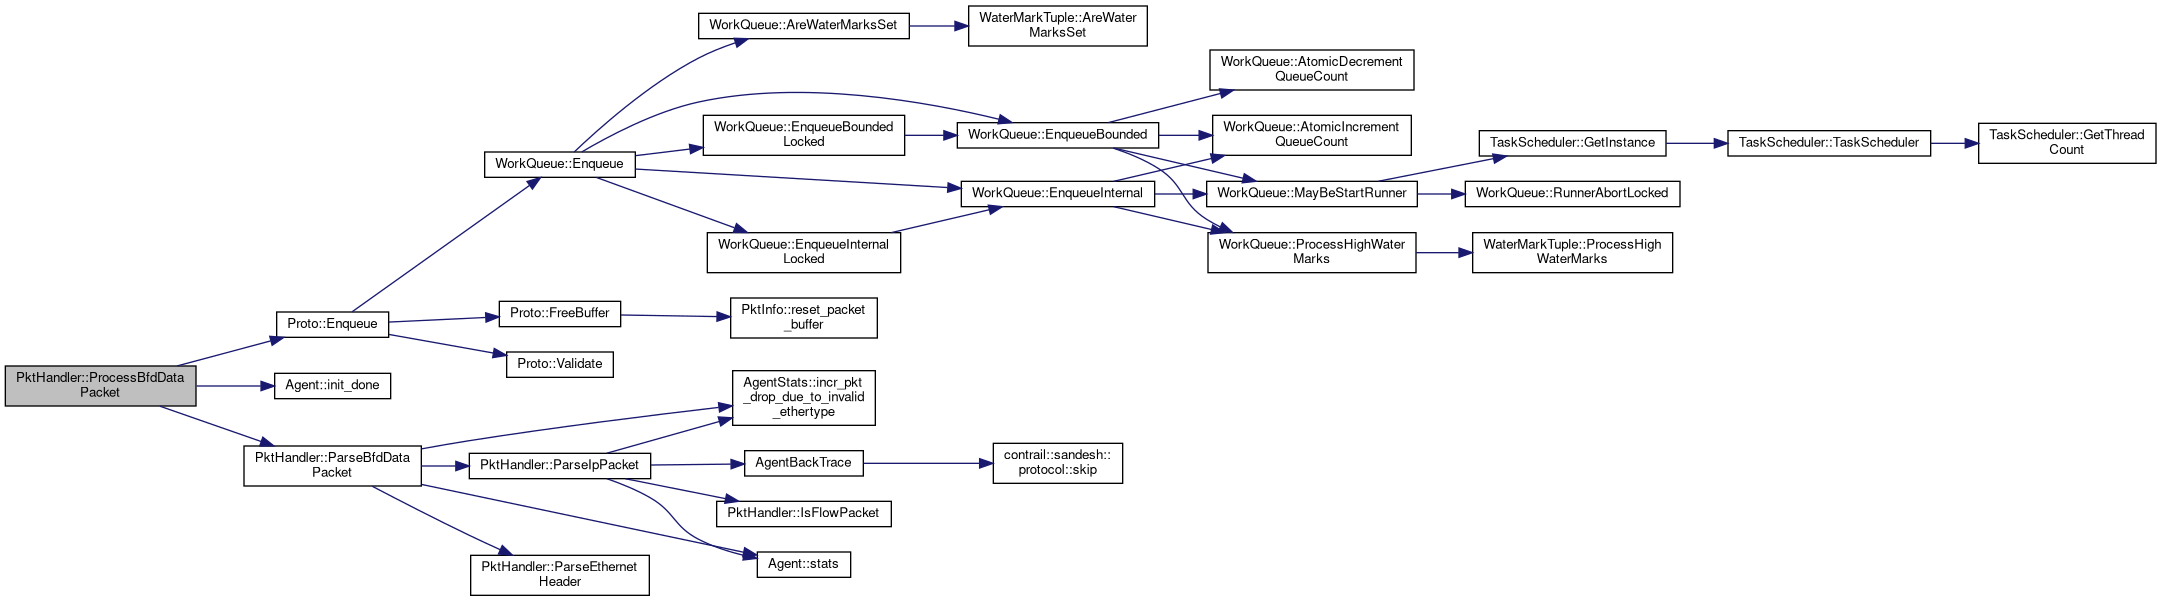 WorkQueue::AreWaterMarksSet
WaterMarkTuple::AreWater
MarksSet
WorkQueue::AtomicDecrement
QueueCount
WorkQueue::EnqueueBounded
Locked
WorkQueue::EnqueueBounded
WorkQueue::AtomicIncrement
QueueCount
TaskScheduler::GetInstance
TaskScheduler::TaskScheduler
TaskScheduler::GetThread
Count
WorkQueue::Enqueue
WorkQueue::EnqueueInternal
WorkQueue::MayBeStartRunner
WorkQueue::RunnerAbortLocked
WorkQueue::EnqueueInternal
Locked
WorkQueue::ProcessHighWater
Marks
WaterMarkTuple::ProcessHigh
WaterMarks
Proto::Enqueue
Proto::FreeBuffer
PktInfo::reset_packet
_buffer
Proto::Validate
PktHandler::ProcessBfdData
Packet
Agent::init_done
AgentStats::incr_pkt
_drop_due_to_invalid
_ethertype
PktHandler::ParseBfdData
Packet
PktHandler::ParseIpPacket
AgentBackTrace
contrail::sandesh::
protocol::skip
PktHandler::IsFlowPacket
Agent::stats
PktHandler::ParseEthernet
Header